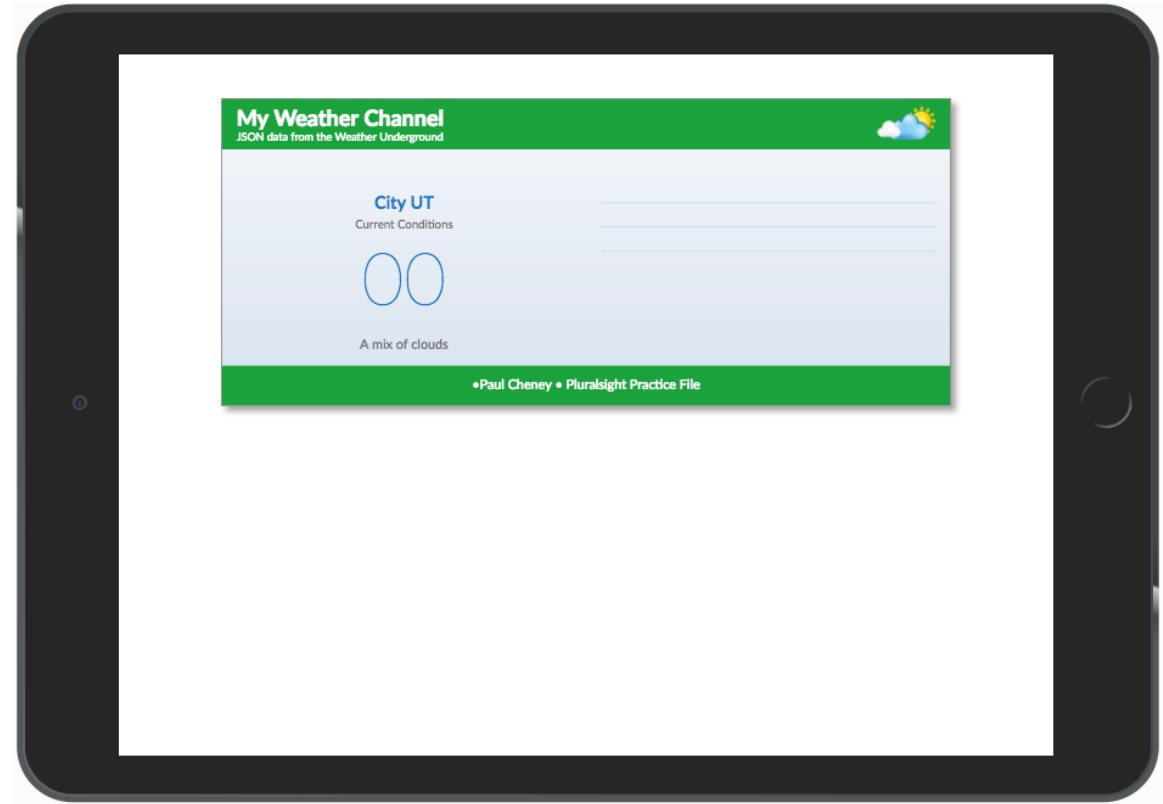 My Weather Channel
JSON data from the Weather Underground
City UT
Current Conditions
00
A mix of clouds
•Paul Cheney • Pluralsight Practice File